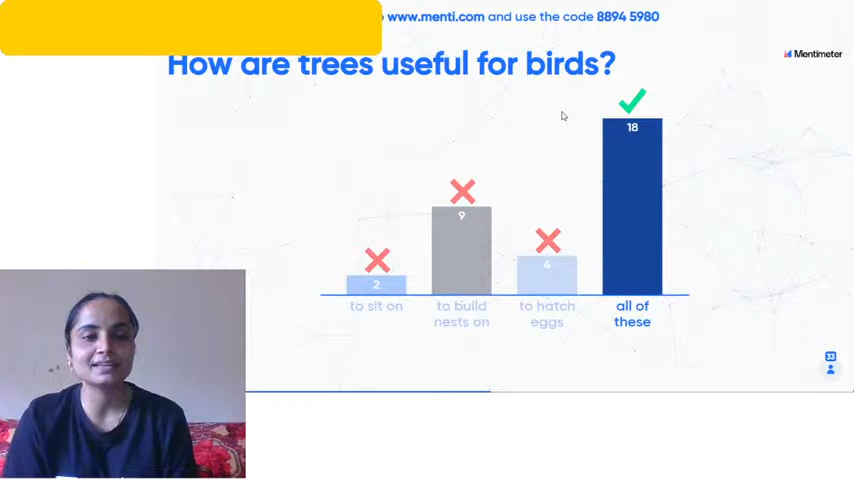 www.menti.com and use the code 8894 5980
Mentimeter
How are trees useful for birds?
18
9
4
2
to sit on
to build
nests on
to hatch
eggs
all of
these
33